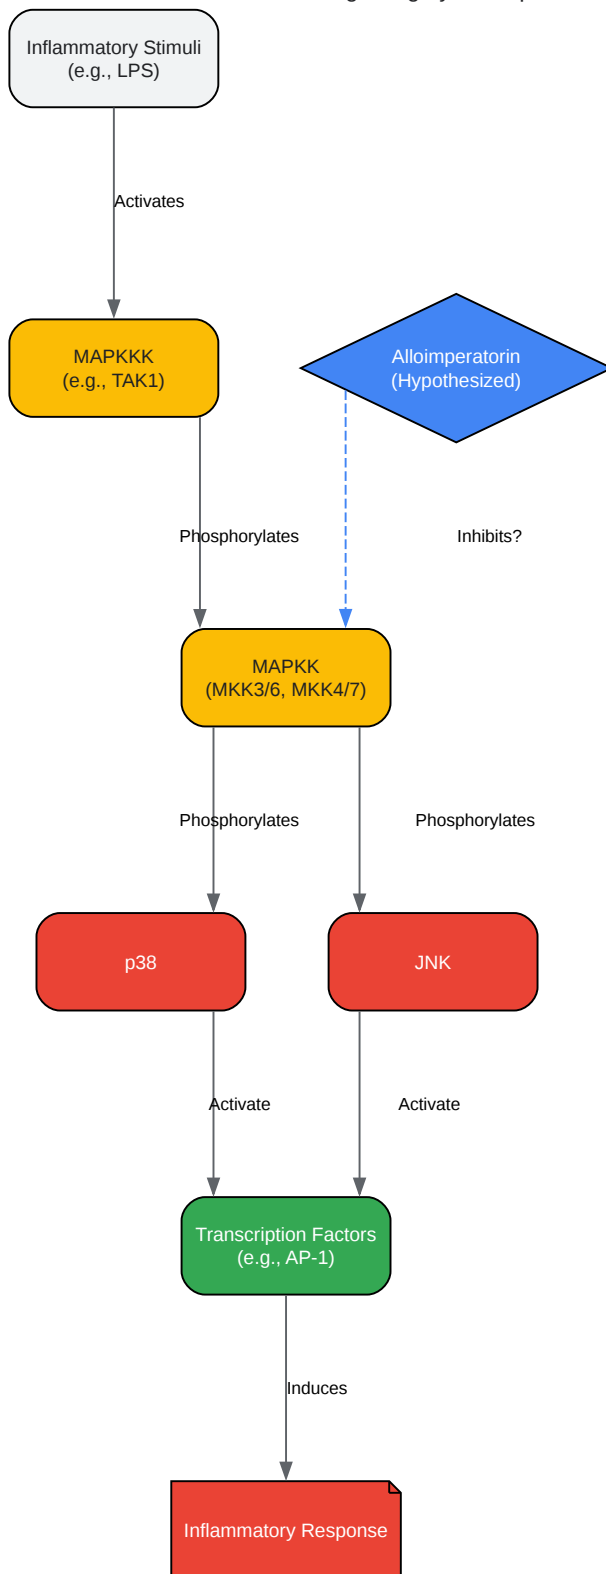 Inflammatory Stimuli
(e.g., LPS)
Activates
MAPKKK
(e.g., TAK1)
Alloimperatorin
(Hypothesized)
Phosphorylates
Inhibits?
MAPKK
(MKK3/6, MKK4/7)
Phosphorylates
Phosphorylates
p38
JNK
Activate
Activate
Transcription Factors
(e.g., AP-1)
Induces
Inflammatory Response